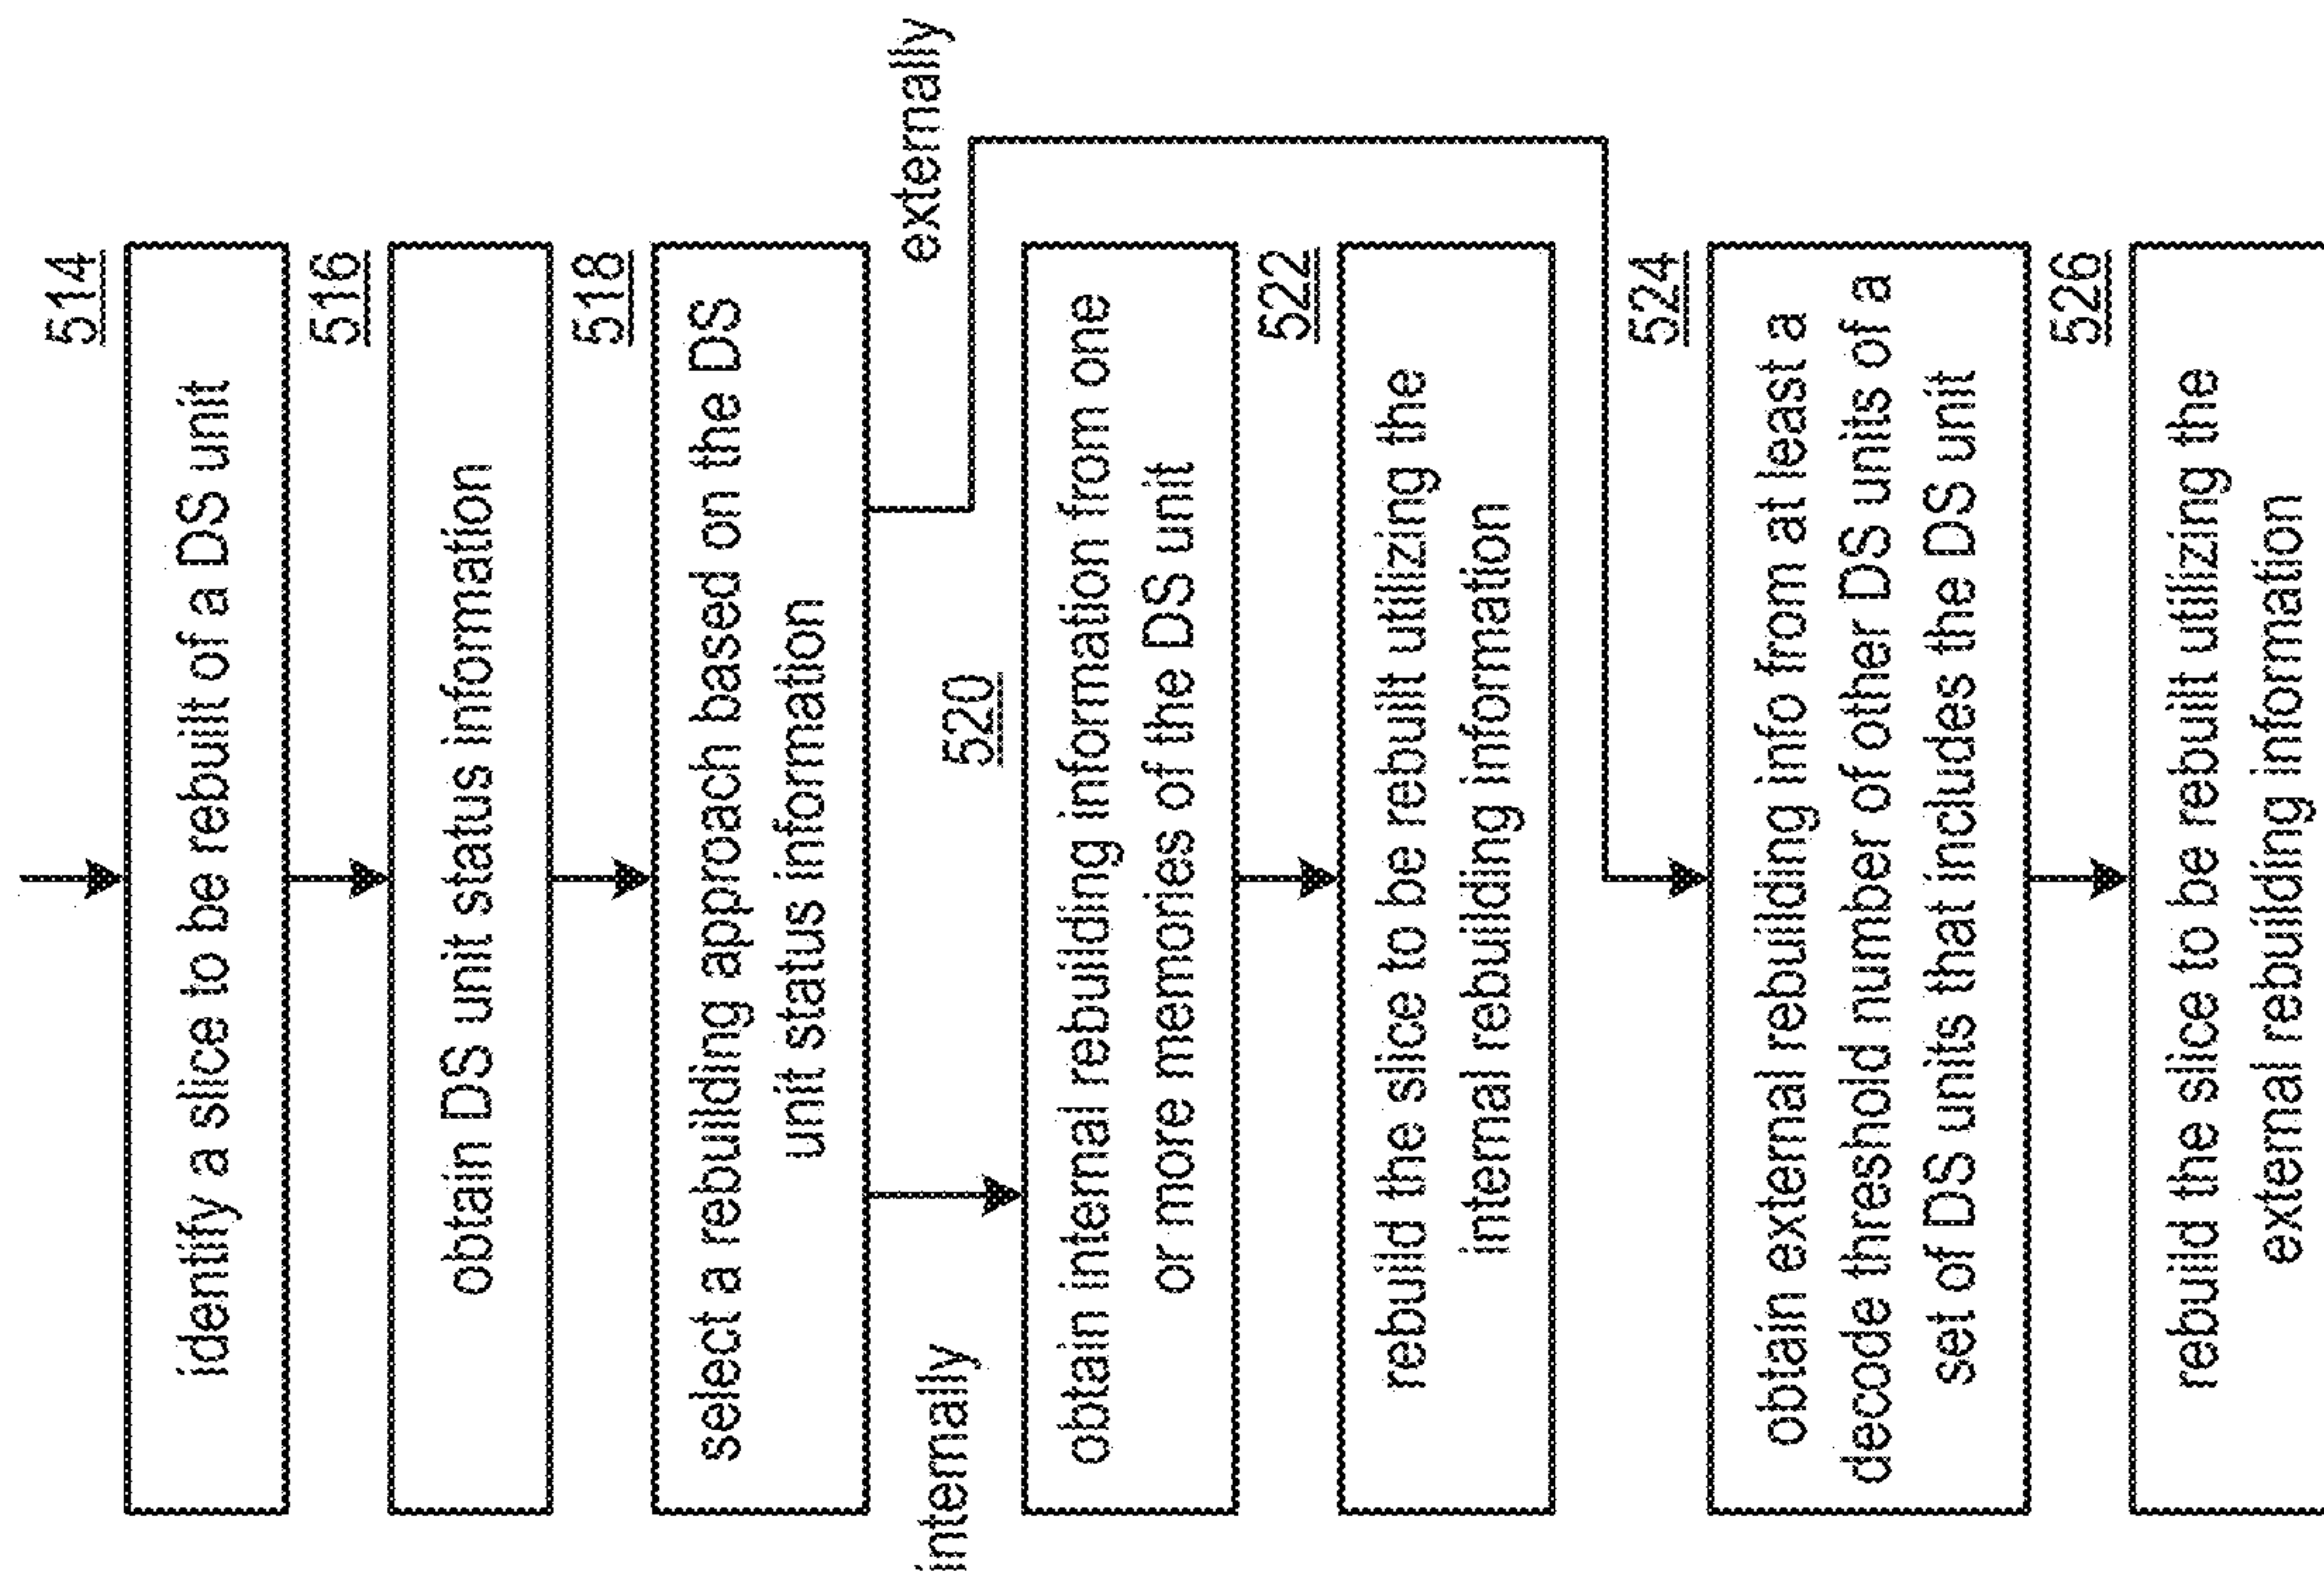 514
identify a slice to be rebuilt of a DS unit
516
obtain DS unit status information
518
select a rebuilding approach based on the DS
unit status information
internally
externally
520
obtain internal rebuilding information from one
or more memories of the DS unit
522
rebuild the slice to be rebuilt utilizing the
internal rebuilding information
524
obtain external rebuilding info from at least a
decode threshold number of other DS units of a
set of DS units that includes the DS unit
526
rebuild the slice to be rebuilt utilizing the
external rebuilding information